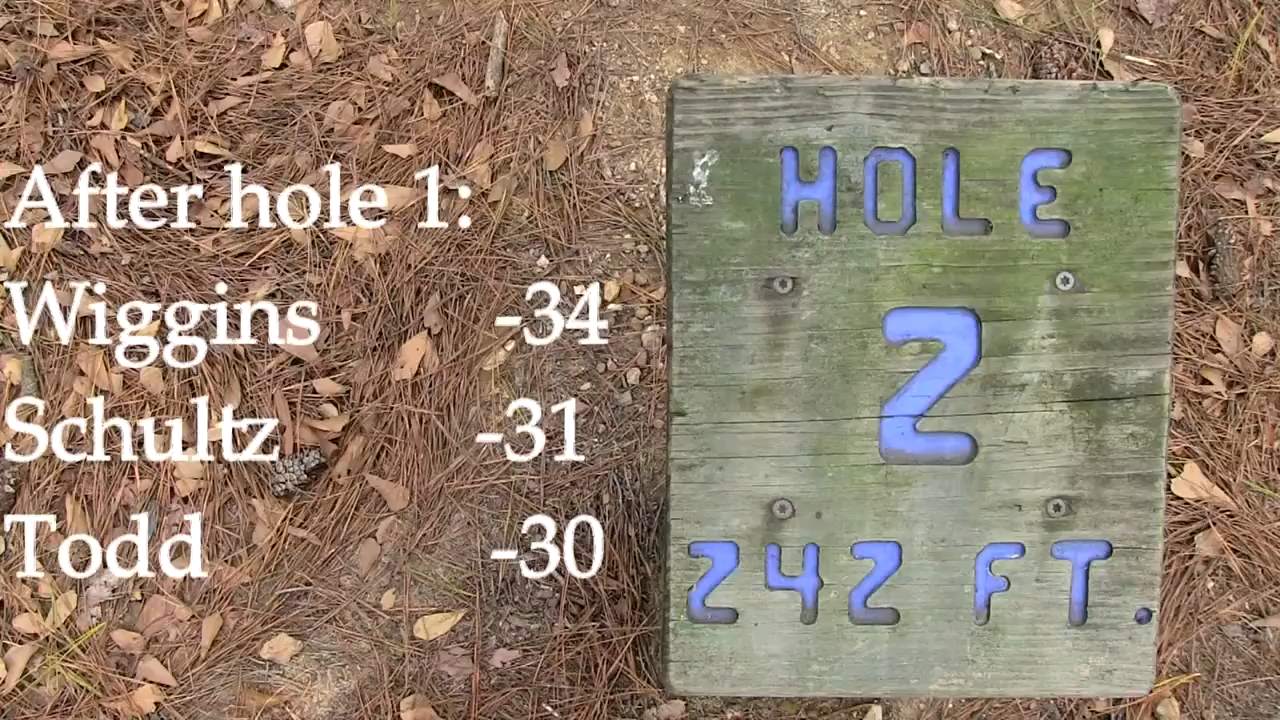 After hole 1:
Wiggins -34
Schultz -31
Todd -30
HOLE
2
242 FT.